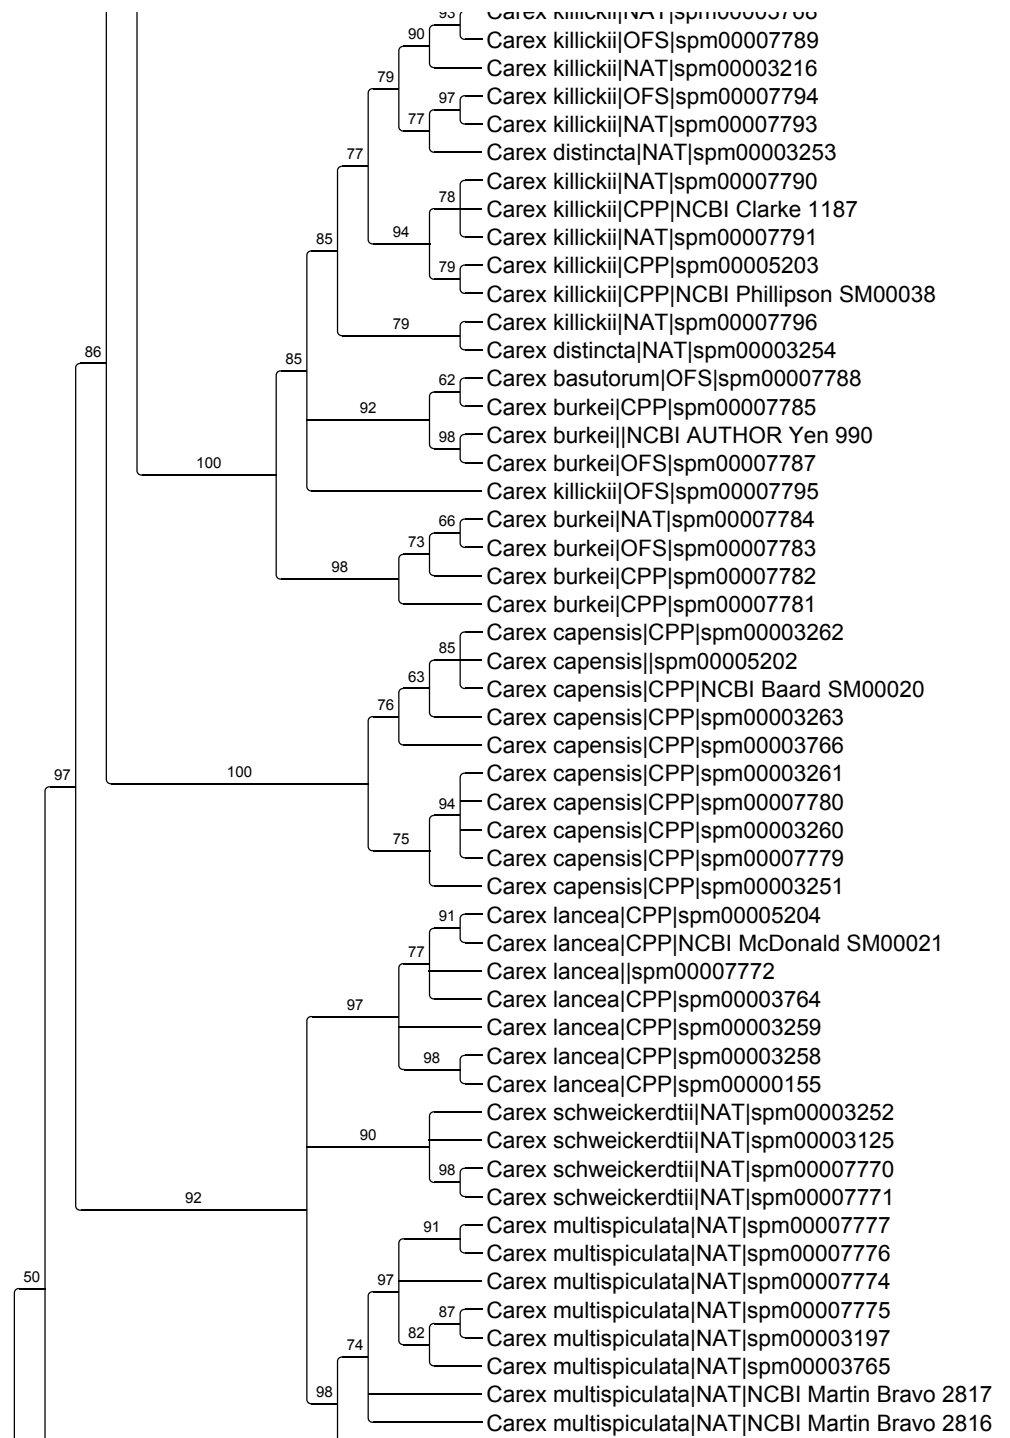 93 Carex killickii|NAT|spm00003768
90 Carex killickii|OFS|spm00007789
Carex killickii|NAT|spm00003216
79
97 Carex killickii|OFS|spm00007794
77 Carex killickii|NAT|spm00007793
77 Carex distincta|NAT|spm00003253
Carex killickii|NAT|spm00007790
78 Carex killickii|CPP|NCBI Clarke 1187
85 94 Carex killickii|NAT|spm00007791
79 Carex killickii|CPP|spm00005203
Carex killickii|CPP|NCBI Phillipson SM00038
79 Carex killickii|NAT|spm00007796
86 85 Carex distincta|NAT|spm00003254
62 Carex basutorum|OFS|spm00007788
92 Carex burkei|CPP|spm00007785
98 Carex burkei||NCBI AUTHOR Yen 990
100 Carex burkei|OFS|spm00007787
Carex killickii|OFS|spm00007795
66 Carex burkei|NAT|spm00007784
73 Carex burkei|OFS|spm00007783
98 Carex burkei|CPP|spm00007782
Carex burkei|CPP|spm00007781
Carex capensis|CPP|spm00003262
85 Carex capensis||spm00005202
63 Carex capensis|CPP|NCBI Baard SM00020
76 Carex capensis|CPP|spm00003263
Carex capensis|CPP|spm00003766
97 100 Carex capensis|CPP|spm00003261
94 Carex capensis|CPP|spm00007780
75 Carex capensis|CPP|spm00003260
Carex capensis|CPP|spm00007779
Carex capensis|CPP|spm00003251
91 Carex lancea|CPP|spm00005204
77 Carex lancea|CPP|NCBI McDonald SM00021
Carex lancea||spm00007772
97 Carex lancea|CPP|spm00003764
Carex lancea|CPP|spm00003259
98 Carex lancea|CPP|spm00003258
Carex lancea|CPP|spm00000155
Carex schweickerdtii|NAT|spm00003252
90 Carex schweickerdtii|NAT|spm00003125
98 Carex schweickerdtii|NAT|spm00007770
92 Carex schweickerdtii|NAT|spm00007771
91 Carex multispiculata|NAT|spm00007777
Carex multispiculata|NAT|spm00007776
50 97 Carex multispiculata|NAT|spm00007774
87 Carex multispiculata|NAT|spm00007775
82 Carex multispiculata|NAT|spm00003197
74 Carex multispiculata|NAT|spm00003765
98 Carex multispiculata|NAT|NCBI Martin Bravo 2817
Carex multispiculata|NAT|NCBI Martin Bravo 2816